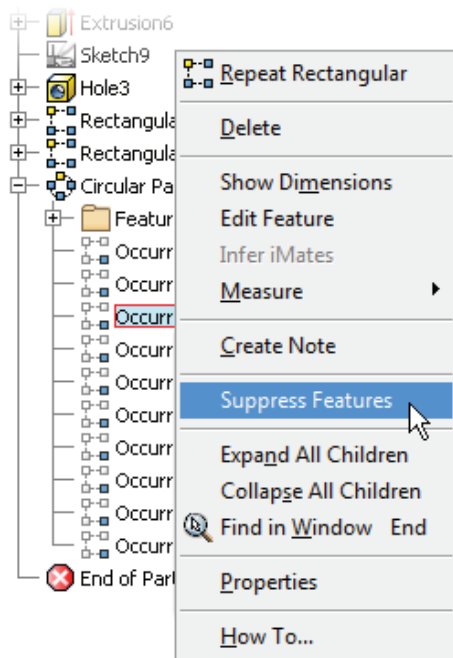 Extrusion6
Sketch9
Hole3
Rectangula
Rectangula
Circular Pa
Featur
Occurr
Occurr
Occurr
Occurr
Occurr
Occurr
Occurr
Occurr
Occurr
Occurr
End of Part
Repeat Rectangular
Delete
Show Dimensions
Edit Feature
Infer iMates
Measure
Create Note
Suppress Features
Expand All Children
Collapse All Children
Find in Window End
Properties
How To...